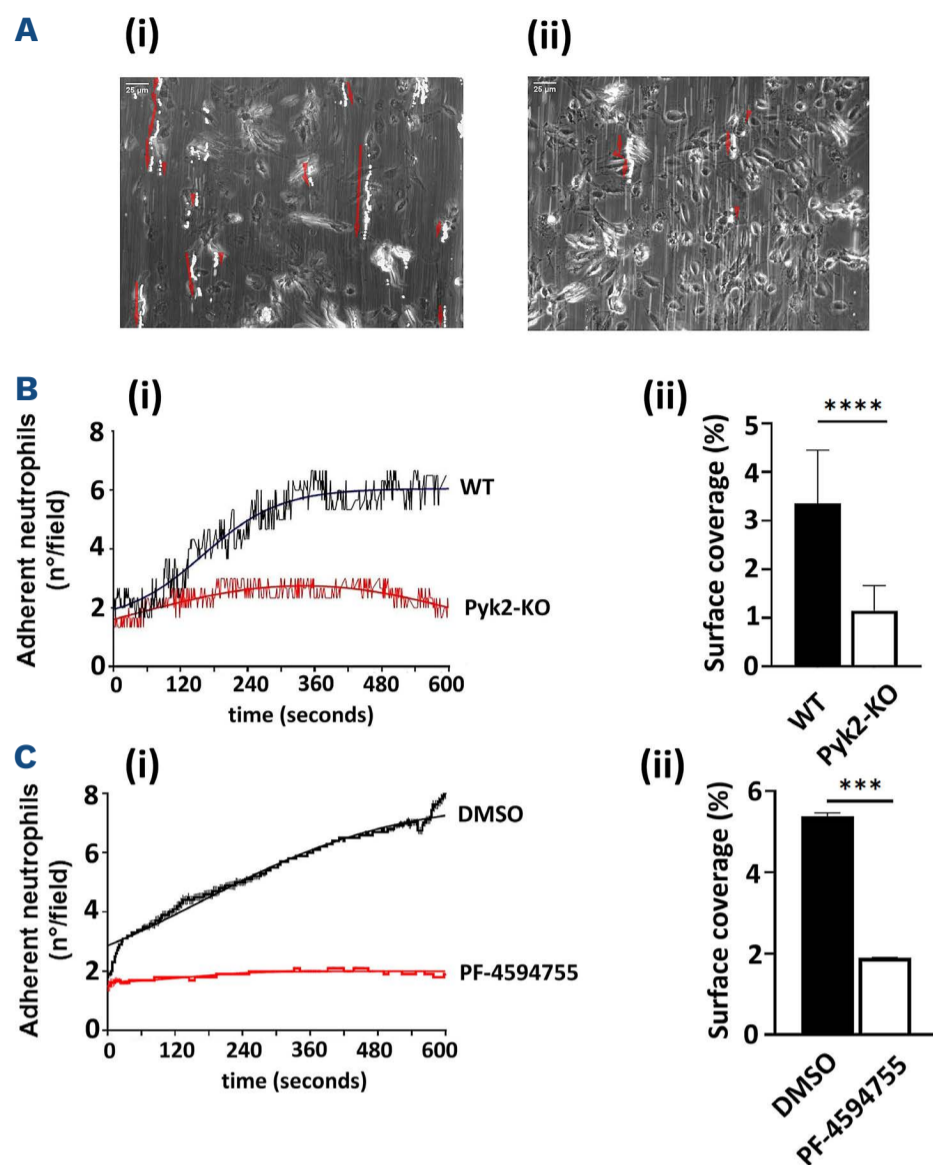 A
(i)
(ii)
25 µm
25 µm
B
(i)
Adherent neutrophils
(n°/field)
8
6
4
2
0
WT
Pyk2-KO
0 120 240 360 480 600
time (seconds)
(ii)
Surface coverage (%)
5
4
3
2
1
0
****
WT
Pyk2-KO
C
(i)
Adherent neutrophils
(n°/field)
8
6
4
2
0
DMSO
PF-4594755
0 120 240 360 480 600
time (seconds)
(ii)
Surface coverage (%)
6
4
2
0
***
DMSO
PF-4594755